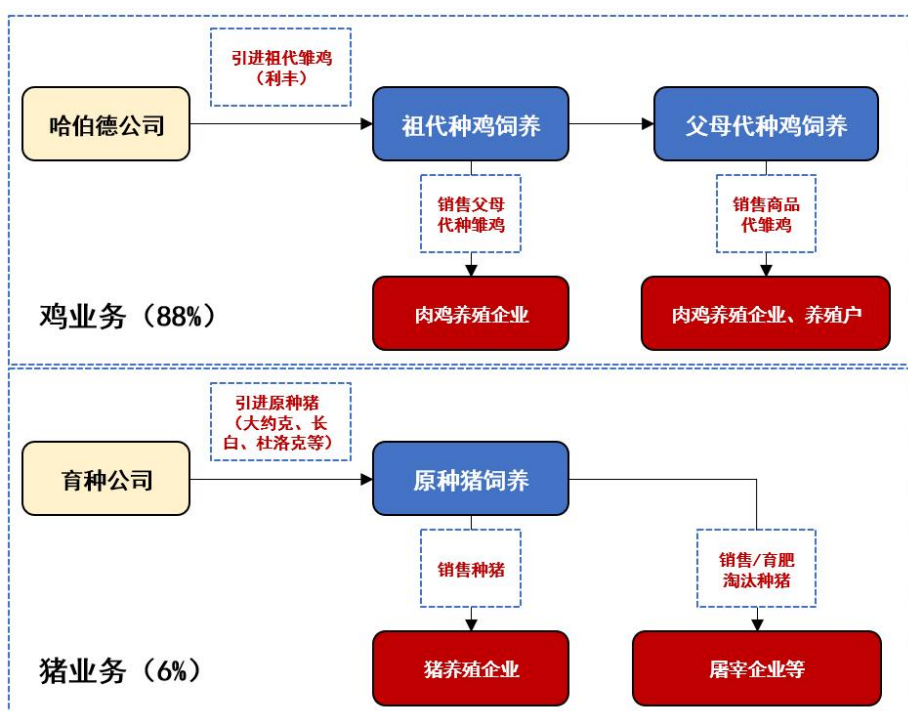 引进祖代雏鸡
（利丰）
哈伯德公司
祖代种鸡饲养
父母代种鸡饲养
销售父母
代种雏鸡
销售商品
代雏鸡
鸡业务（88%）
肉鸡养殖企业
肉鸡养殖企业、养殖户
引进原种猪
（大约克、长
白、杜洛克等）
育种公司
原种猪饲养
销售种猪
销售/育肥
淘汰种猪
猪业务（6%）
猪养殖企业
屠宰企业等